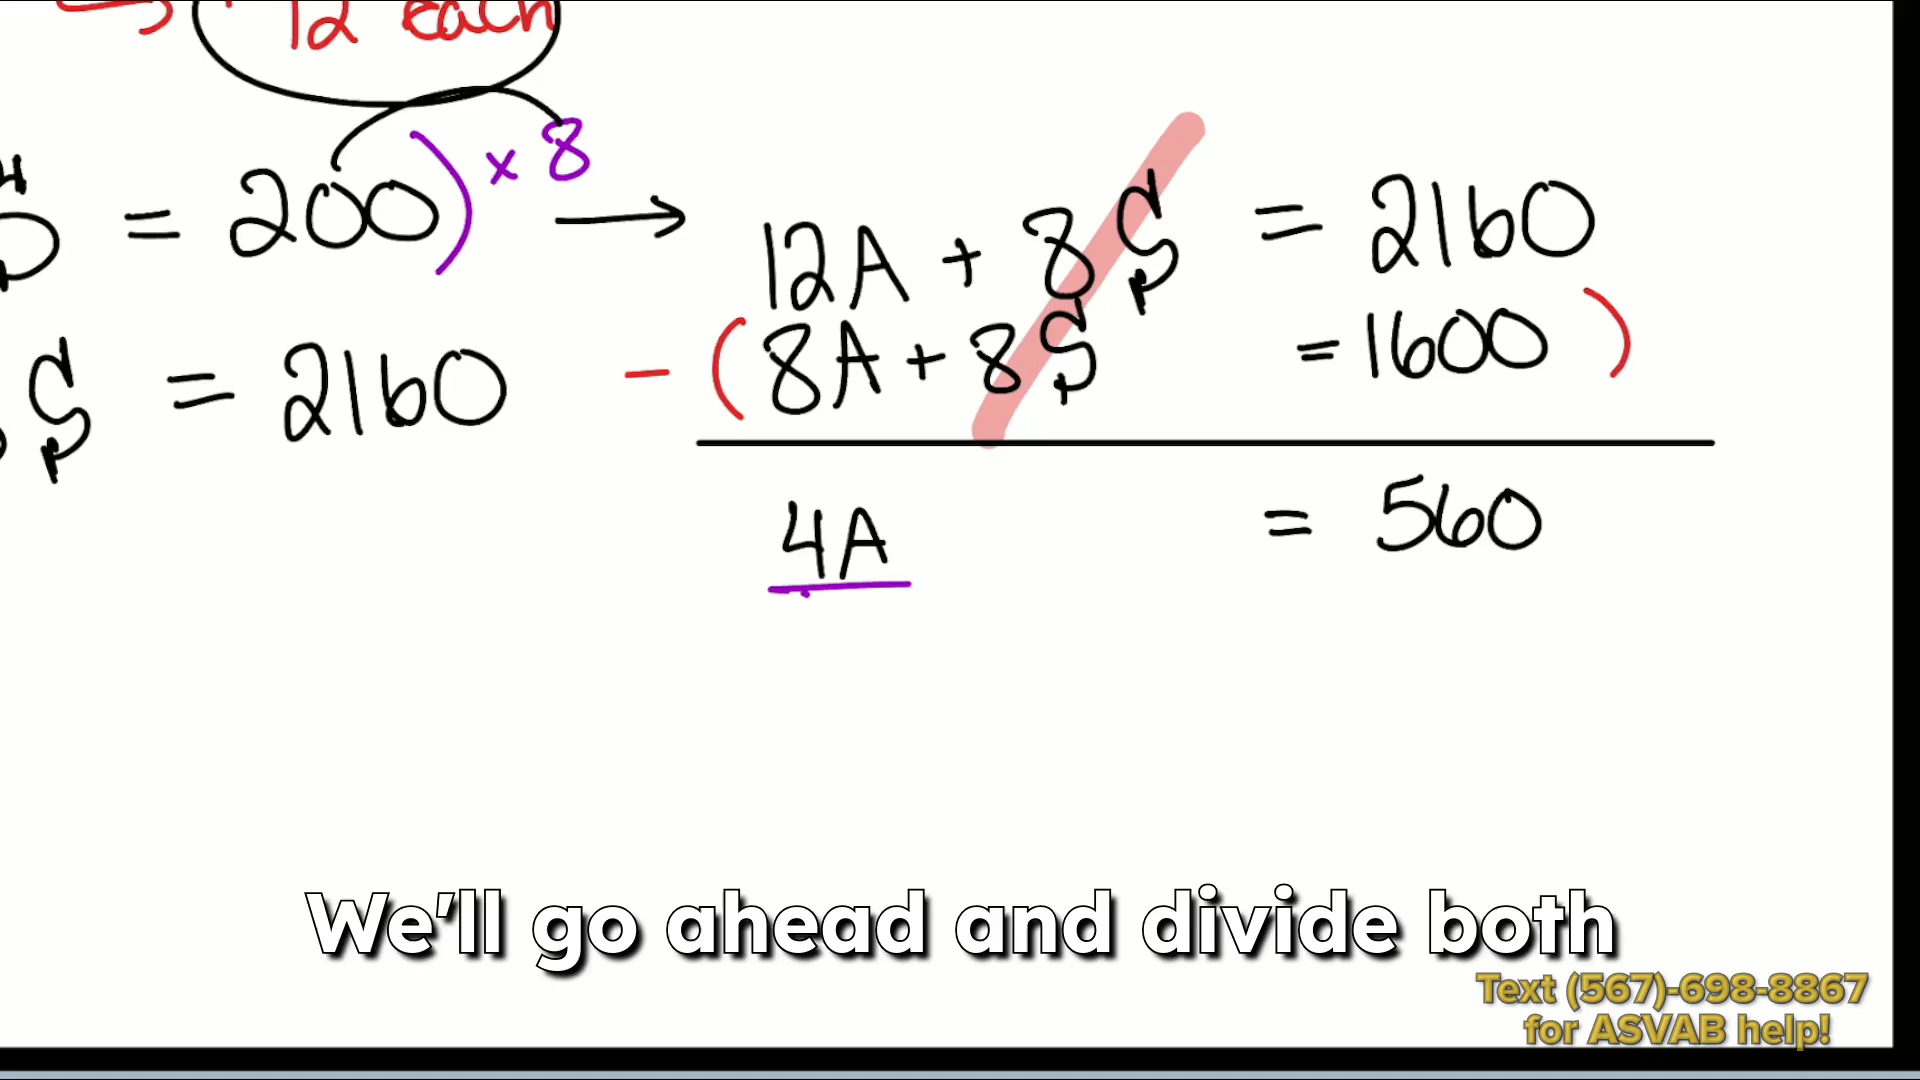 12 each
= 200) x 8
→ 12A + 8S = 2160
S = 2160
- (8A + 8S = 1600)
4A = 560
We'll go ahead and divide both
Text (567)-698-8867
for ASVAB help!